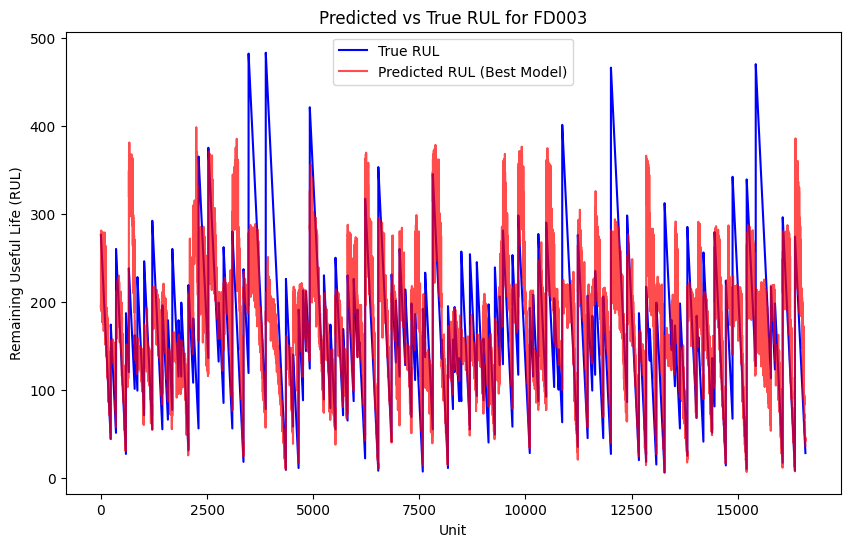 Predicted vs True RUL for FD003
True RUL
Predicted RUL (Best Model)
Remaining Useful Life (RUL)
500
400
300
200
100
0
0
2500
5000
7500
10000
12500
15000
Unit